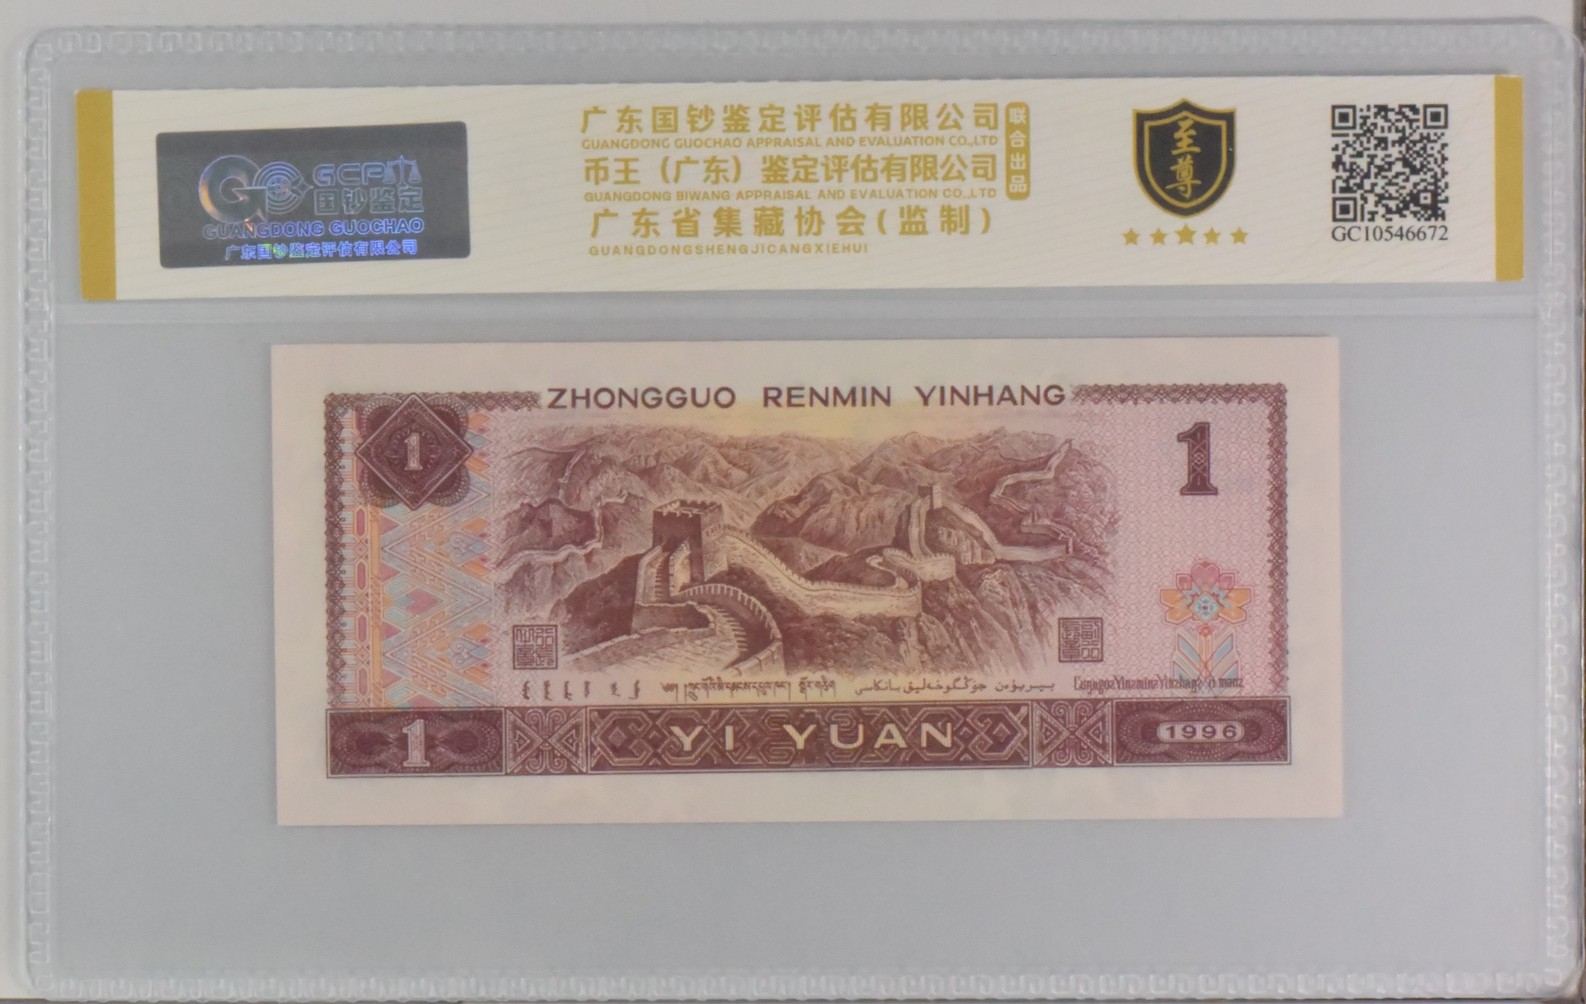 GCP
国钞鉴定
GUANGDONG GUOCHAO
广东国钞鉴定评估有限公司
广东国钞鉴定评估有限公司
GUANGDONG GUOCHAO APPRAISAL AND EVALUATION CO.,LTD
币王（广东）鉴定评估有限公司
GUANGDONG BIWANG APPRAISAL AND EVALUATION CO.,LTD
广东省集藏协会(监制)
GUANGDONGSHENGJICANGXIEHUI
联合出品
至尊
GC10546672
ZHONGGUO RENMIN YINHANG
1
1
1 YI YUAN 1996